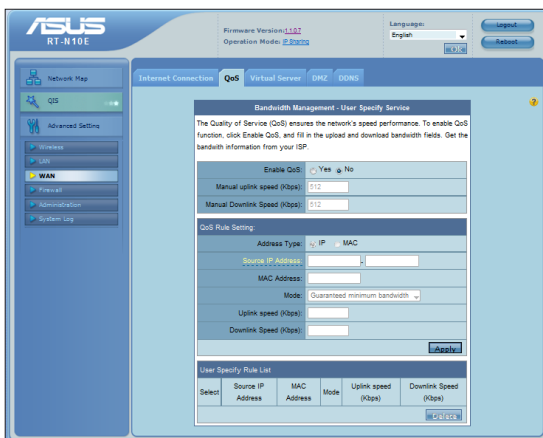 ASUS
RT-N10E
Firmware Version:1.1.0.7
Operation Mode: IP Sharing
Language:
English
OK
Logout
Reboot
Network Map
QIS
Advanced Setting
Wireless
LAN
WAN
Firewall
Administration
System Log
Internet Connection QoS Virtual Server DMZ DDNS
Bandwidth Management - User Specify Service
The Quality of Service (QoS) ensures the network's speed performance. To enable QoS
function, click Enable QoS, and fill in the upload and download bandwidth fields. Get the
bandwith information from your ISP.
Enable QoS: Yes No
Manual uplink speed (Kbps): 512
Manual Downlink Speed (Kbps): 512
QoS Rule Setting:
Address Type: IP MAC
Source IP Address: -
MAC Address:
Mode: Guaranteed minimum bandwidth
Uplink speed (Kbps):
Downlink Speed (Kbps):
Apply
User Specify Rule List
Select Source IP Address MAC Address Mode Uplink speed (Kbps) Downlink Speed (Kbps)
Delete